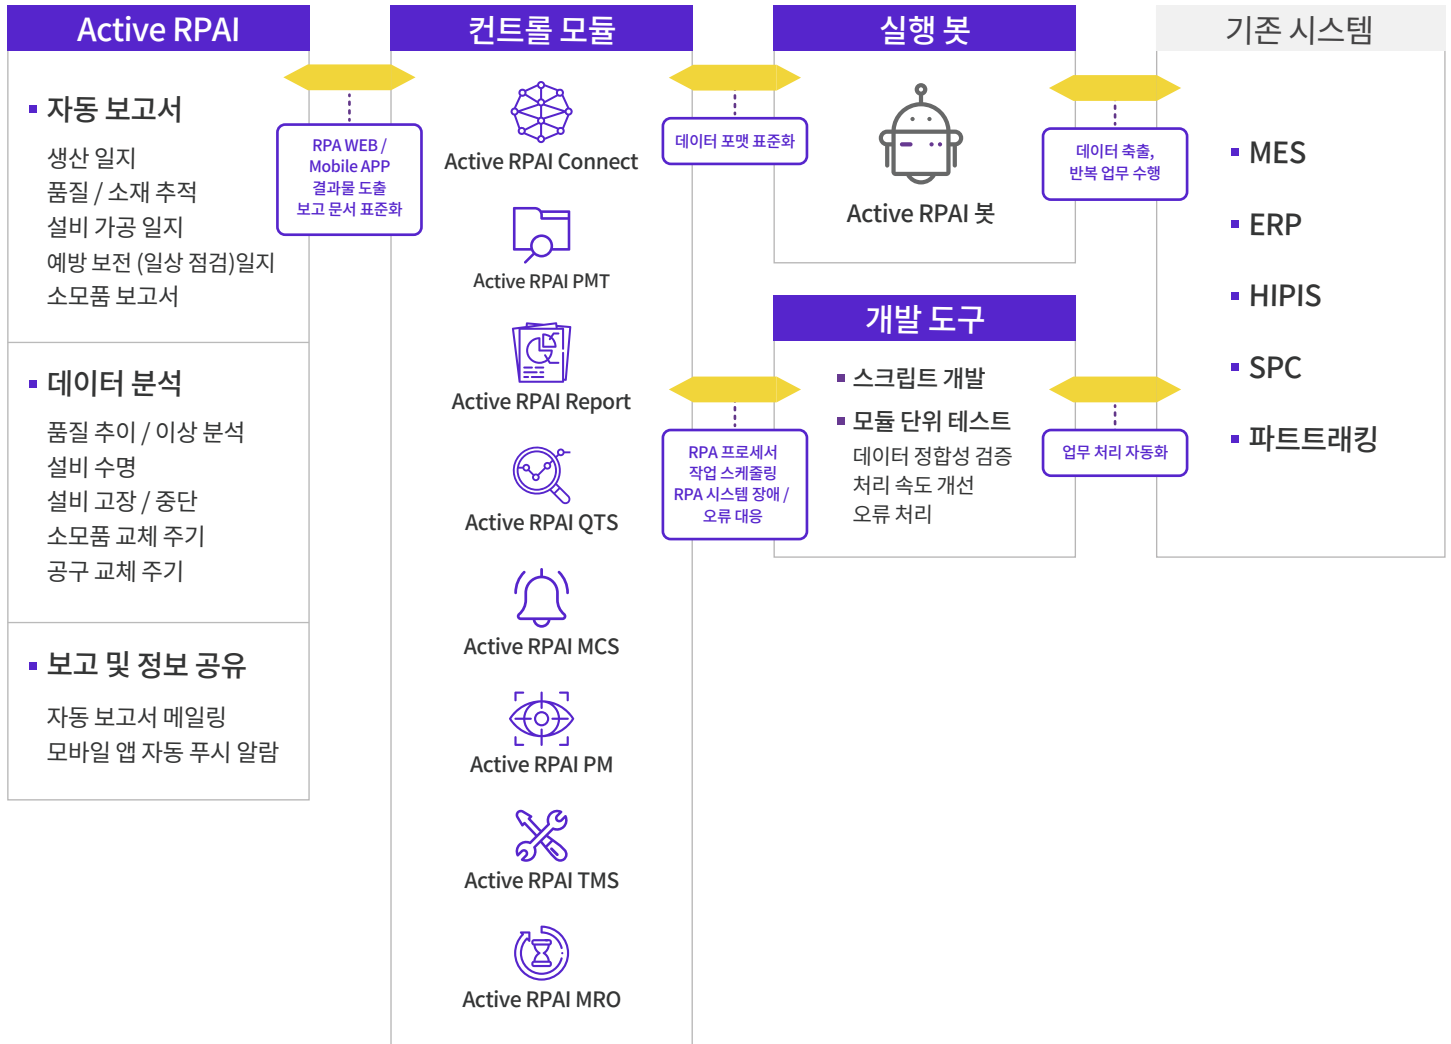 Active RPAI
자동 보고서
생산 일지
품질 / 소재 추적
설비 가공 일지
예방 보전 (일상 점검)일지
소모품 보고서
데이터 분석
품질 추이 / 이상 분석
설비 수명
설비 고장 / 중단
소모품 교체 주기
공구 교체 주기
보고 및 정보 공유
자동 보고서 메일링
모바일 앱 자동 푸시 알람
RPA WEB /
Mobile APP
결과물 도출
보고 문서 표준화
컨트롤 모듈
Active RPAI Connect
Active RPAI PMT
Active RPAI Report
Active RPAI QTS
Active RPAI MCS
Active RPAI PM
Active RPAI TMS
Active RPAI MRO
데이터 포맷 표준화
RPA 프로세서
작업 스케줄링
RPA 시스템 장애 /
오류 대응
실행 봇
Active RPAI 봇
개발 도구
스크립트 개발
모듈 단위 테스트
데이터 정합성 검증
처리 속도 개선
오류 처리
데이터 축출,
반복 업무 수행
업무 처리 자동화
기존 시스템
MES
ERP
HIPIS
SPC
파트트래킹